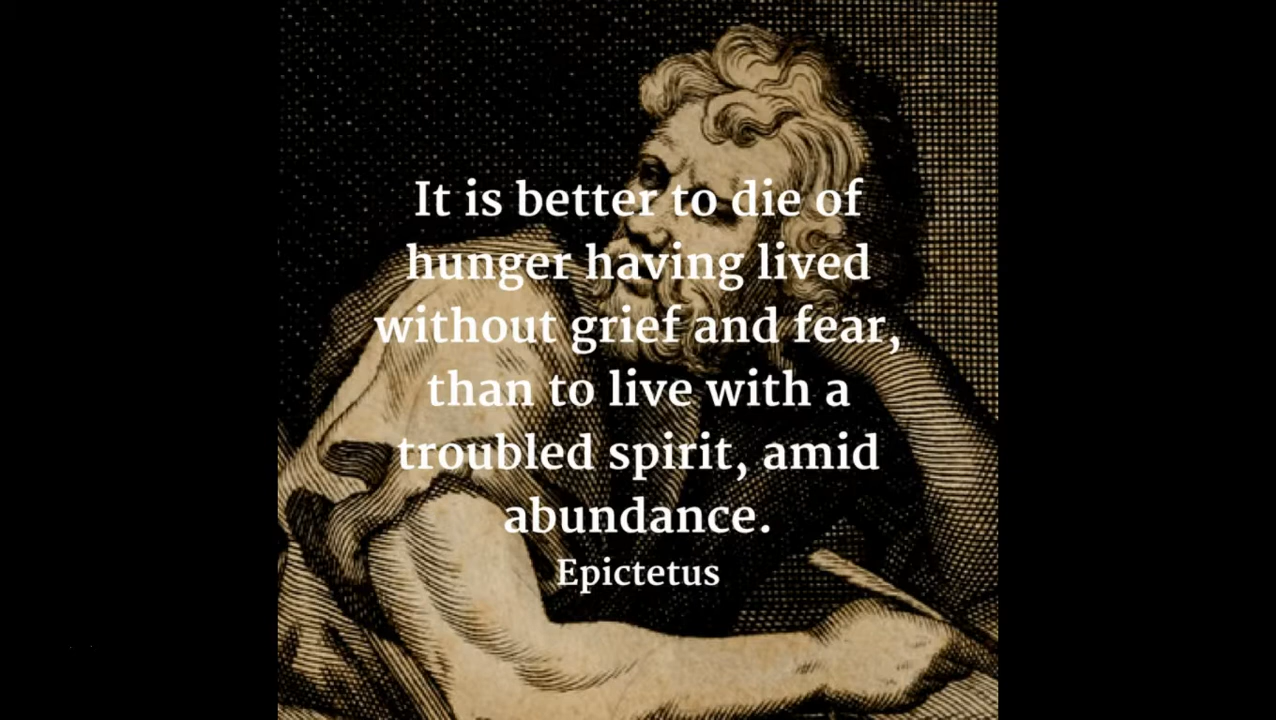 It is better to die of
hunger having lived
without grief and fear,
than to live with a
troubled spirit, amid
abundance.
Epictetus